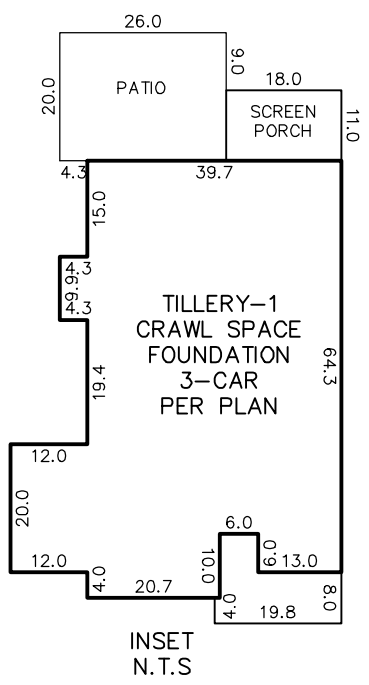 26.0
20.0
PATIO
9.0
18.0
SCREEN
PORCH
11.0
4.3
39.7
15.0
4.3
9.9
4.3
TILLERY-1
CRAWL SPACE
FOUNDATION
3-CAR
PER PLAN
64.3
19.4
12.0
20.0
6.0
12.0
4.0
10.0
6.0
13.0
20.7
4.0
19.8
8.0
INSET
N.T.S